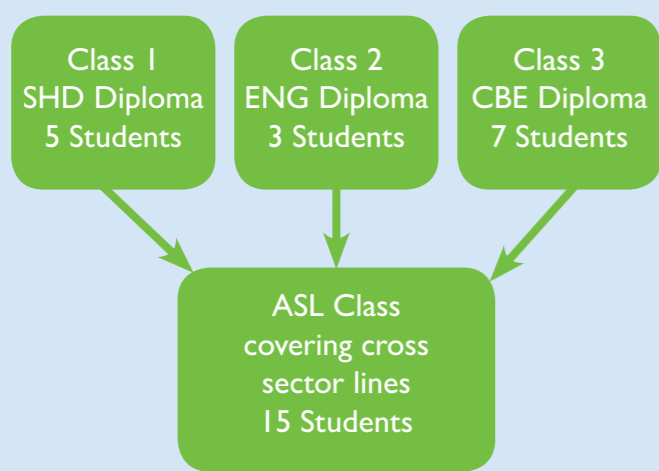 Class 1
SHD Diploma
5 Students
Class 2
ENG Diploma
3 Students
Class 3
CBE Diploma
7 Students
ASL Class
covering cross
sector lines
15 Students